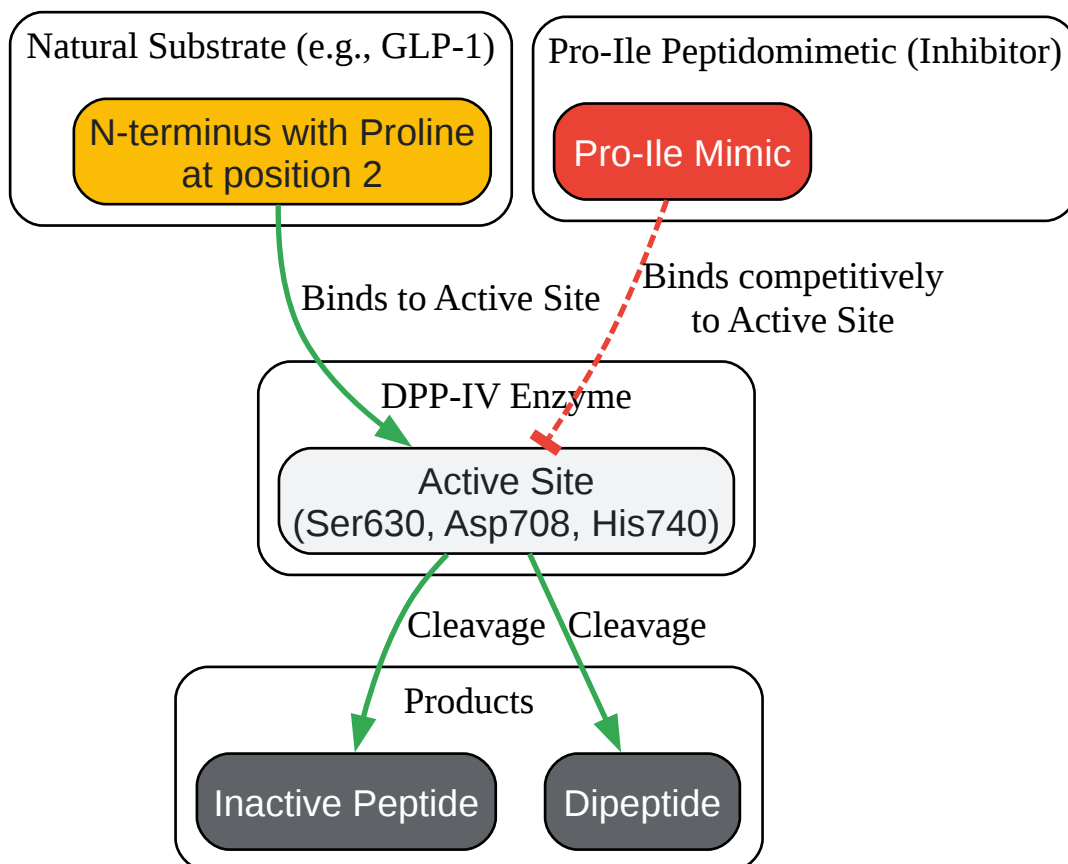 Natural Substrate (e.g., GLP-1)
N-terminus with Proline
at position 2
Pro-Ile Peptidomimetic (Inhibitor)
Pro-Ile Mimic
Binds to Active Site
Binds competitively
to Active Site
DPP-IV Enzyme
Active Site
(Ser630, Asp708, His740)
Cleavage
Cleavage
Products
Inactive Peptide
Dipeptide